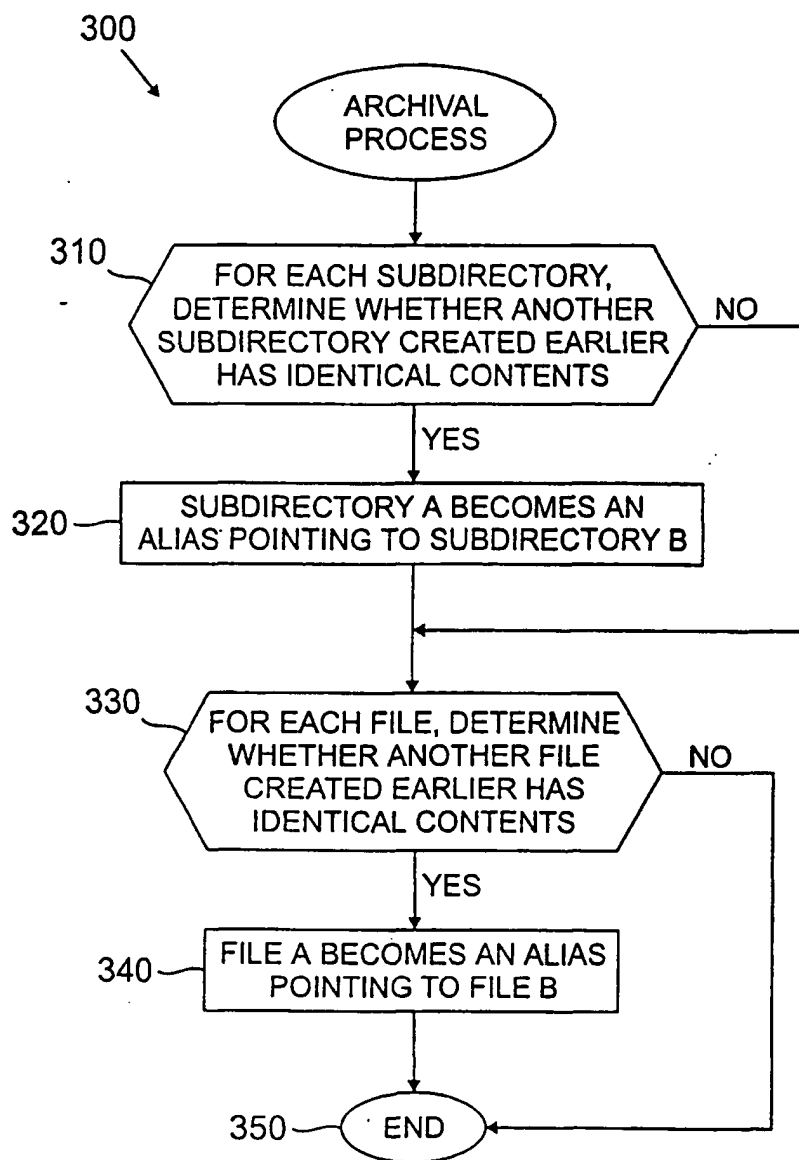 300
ARCHIVAL
PROCESS
310
FOR EACH SUBDIRECTORY,
DETERMINE WHETHER ANOTHER
SUBDIRECTORY CREATED EARLIER
HAS IDENTICAL CONTENTS
NO
YES
320
SUBDIRECTORY A BECOMES AN
ALIAS POINTING TO SUBDIRECTORY B
330
FOR EACH FILE, DETERMINE
WHETHER ANOTHER FILE
CREATED EARLIER HAS
IDENTICAL CONTENTS
NO
YES
340
FILE A BECOMES AN ALIAS
POINTING TO FILE B
350
END